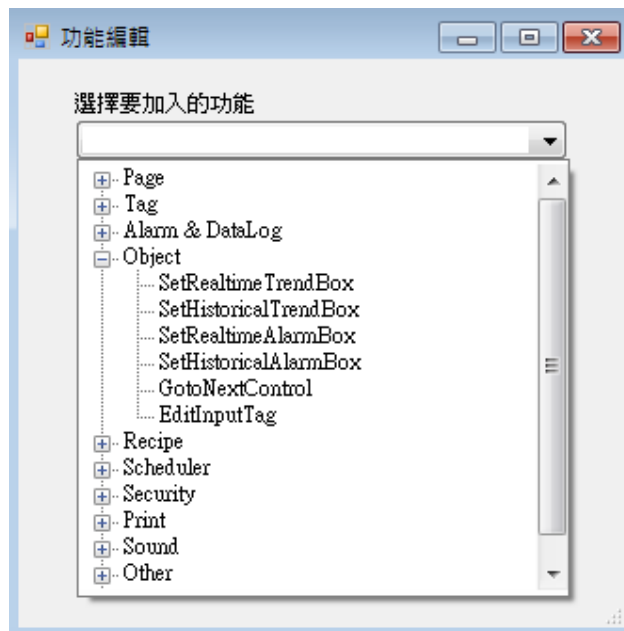 功能編輯
選擇要加入的功能
Page
Tag
Alarm & DataLog
Object
SetRealtimeTrendBox
SetHistoricalTrendBox
SetRealtimeAlarmBox
SetHistoricalAlarmBox
GotoNextControl
EditInputTag
Recipe
Scheduler
Security
Print
Sound
Other